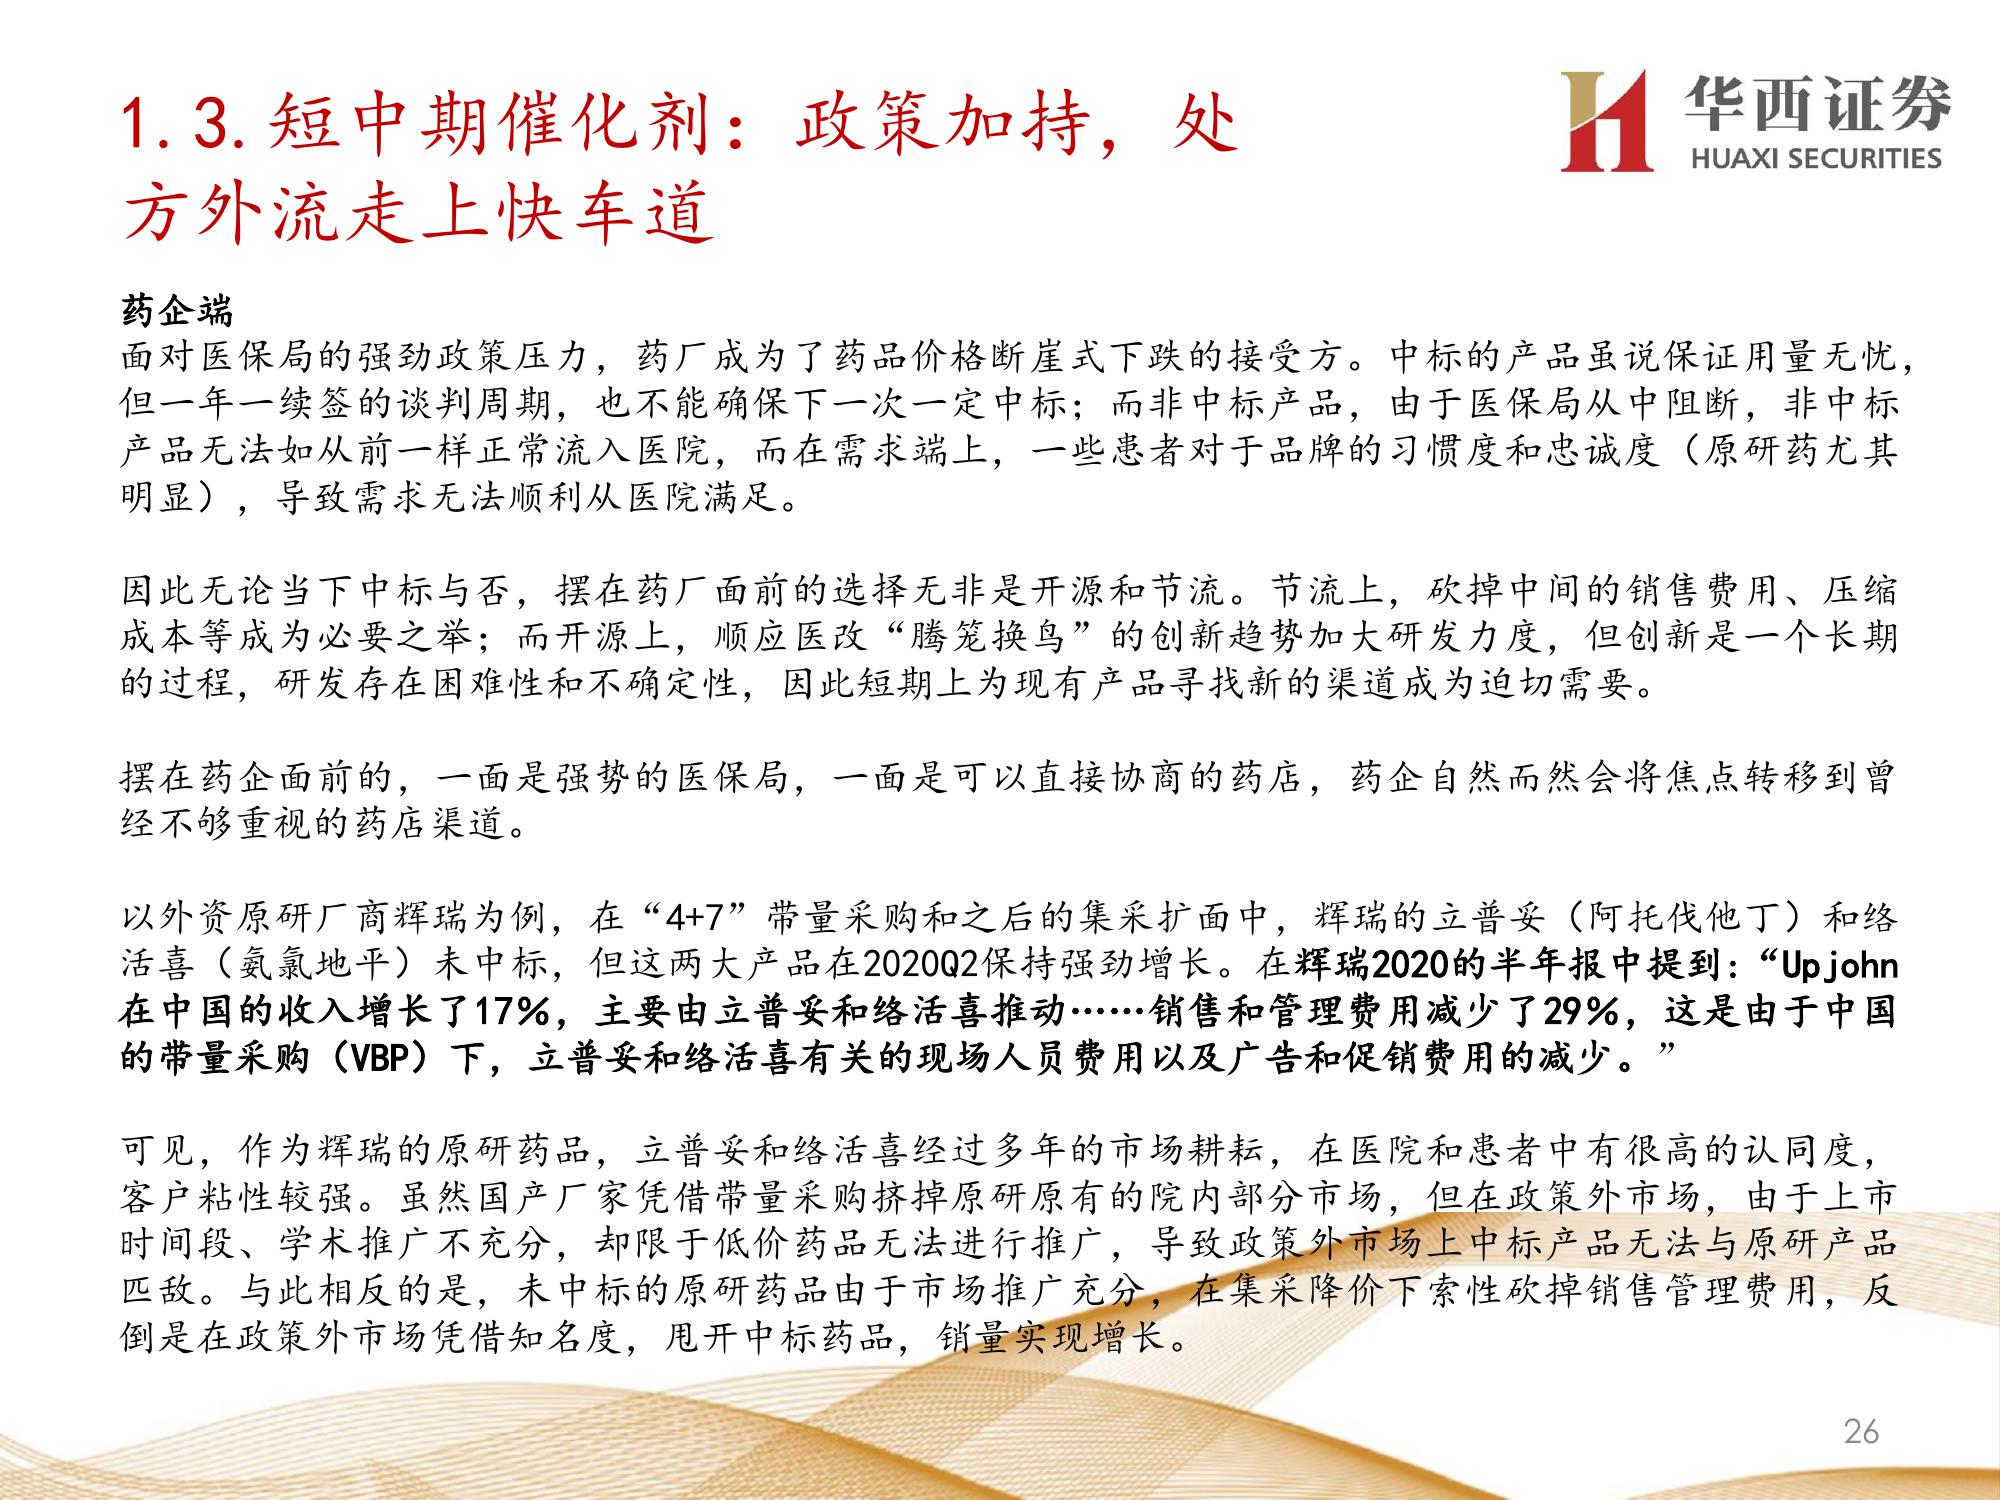 1.3.短中期催化剂：政策加持，处
方外流走上快车道
华西证券
HUAXI SECURITIES
药企端
面对医保局的强劲政策压力，药厂成为了药品价格断崖式下跌的接受方。中标的产品虽说保证用量无忧，
但一年一续签的谈判周期，也不能确保下一次一定中标；而非中标产品，由于医保局从中阻断，非中标
产品无法如从前一样正常流入医院，而在需求端上，一些患者对于品牌的习惯度和忠诚度（原研药尤其
明显），导致需求无法顺利从医院满足。
因此无论当下中标与否，摆在药厂面前的选择无非是开源和节流。节流上，砍掉中间的销售费用、压缩
成本等成为必要之举；而开源上，顺应医改“腾笼换鸟”的创新趋势加大研发力度，但创新是一个长期
的过程，研发存在困难性和不确定性，因此短期上为现有产品寻找新的渠道成为迫切需要。
摆在药企面前的，一面是强势的医保局，一面是可以直接协商的药店，药企自然而然会将焦点转移到曾
经不够重视的药店渠道。
以外资原研厂商辉瑞为例，在“4+7”带量采购和之后的集采扩面中，辉瑞的立普妥（阿托伐他丁）和络
活喜（氨氯地平）未中标，但这两大产品在2020Q2保持强劲增长。在辉瑞2020的半年报中提到：“Upjohn
在中国的收入增长了17%，主要由立普妥和络活喜推动……销售和管理费用减少了29%，这是由于中国
的带量采购（VBP）下，立普妥和络活喜有关的现场人员费用以及广告和促销费用的减少。”
可见，作为辉瑞的原研药品，立普妥和络活喜经过多年的市场耕耘，在医院和患者中有很高的认同度，
客户粘性较强。虽然国产厂家凭借带量采购挤掉原研原有的院内部分市场，但在政策外市场，由于上市
时间段、学术推广不充分，却限于低价药品无法进行推广，导致政策外市场上中标产品无法与原研产品
匹敌。与此相反的是，未中标的原研药品由于市场推广充分，在集采降价下索性砍掉销售管理费用，反
倒是在政策外市场凭借知名度，甩开中标药品，销量实现增长。
26